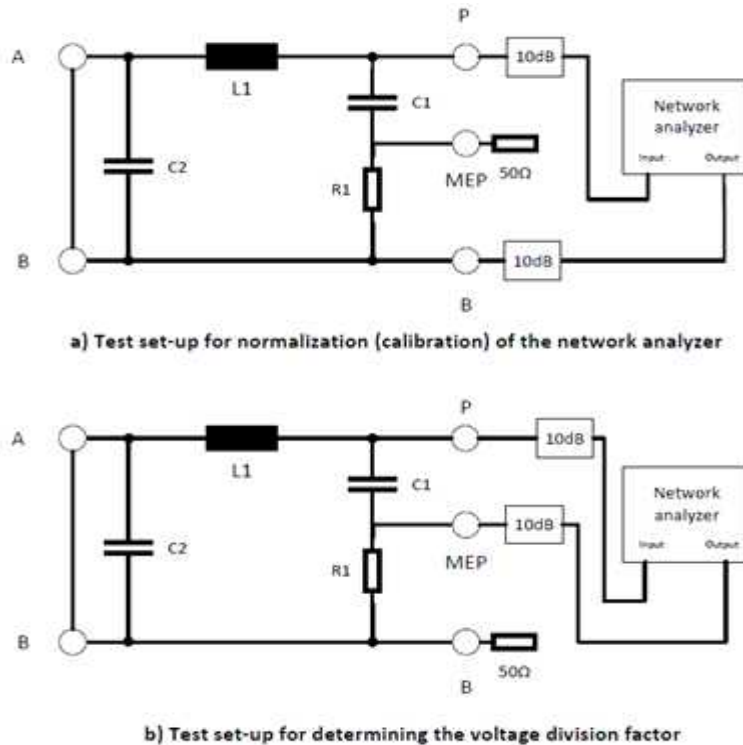 P
A
10dB
L1
C1
Network
analyzer
Input Output
C2
R1
MEP
50Ω
B
10dB
B
a) Test set-up for normalization (calibration) of the network analyzer
P
A
10dB
L1
C1
Network
analyzer
Input Output
C2
10dB
R1
MEP
B
50Ω
B
b) Test set-up for determining the voltage division factor